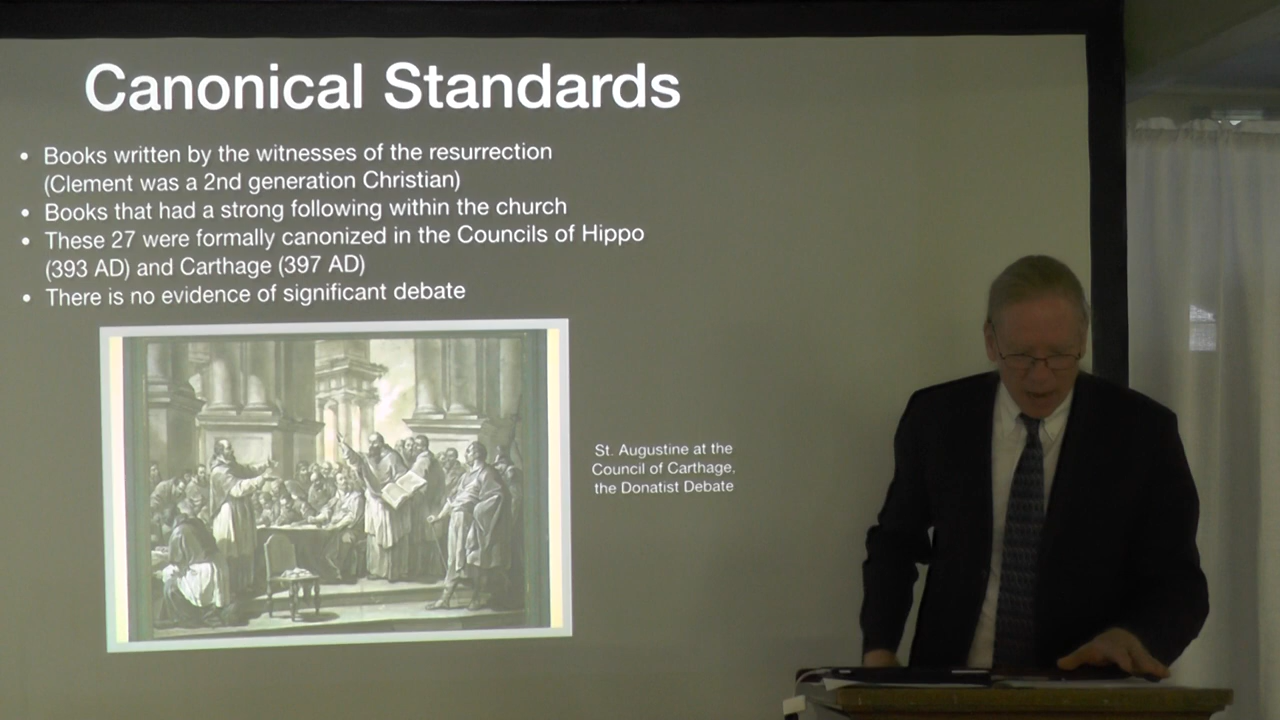 Canonical Standards
• Books written by the witnesses of the resurrection
(Clement was a 2nd generation Christian)
• Books that had a strong following within the church
• These 27 were formally canonized in the Councils of Hippo
(393 AD) and Carthage (397 AD)
• There is no evidence of significant debate
St. Augustine at the
Council of Carthage,
the Donatist Debate